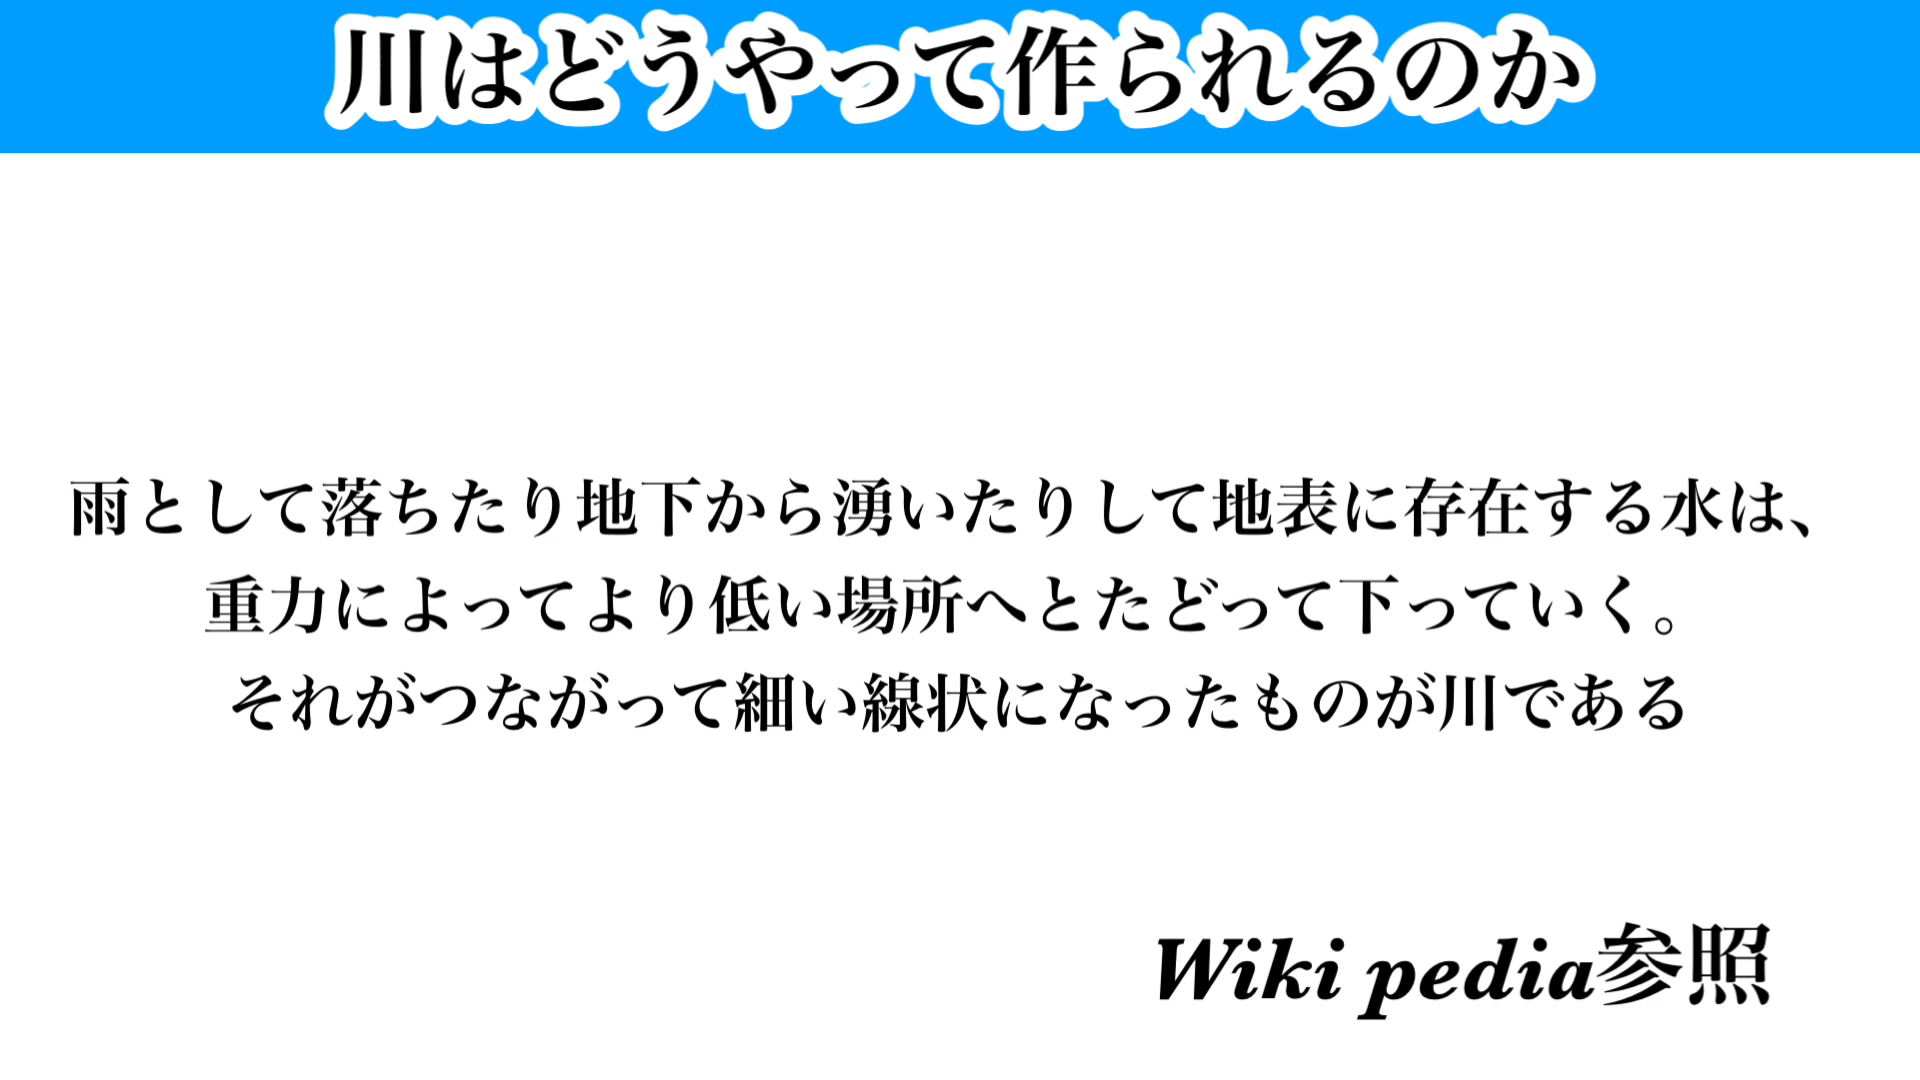 川はどうやって作られるのか
雨として落ちたり地下から湧いたりして地表に存在する水は、
重力によってより低い場所へとたどって下っていく。
それがつながって細い線状になったものが川である
Wiki pedia参照